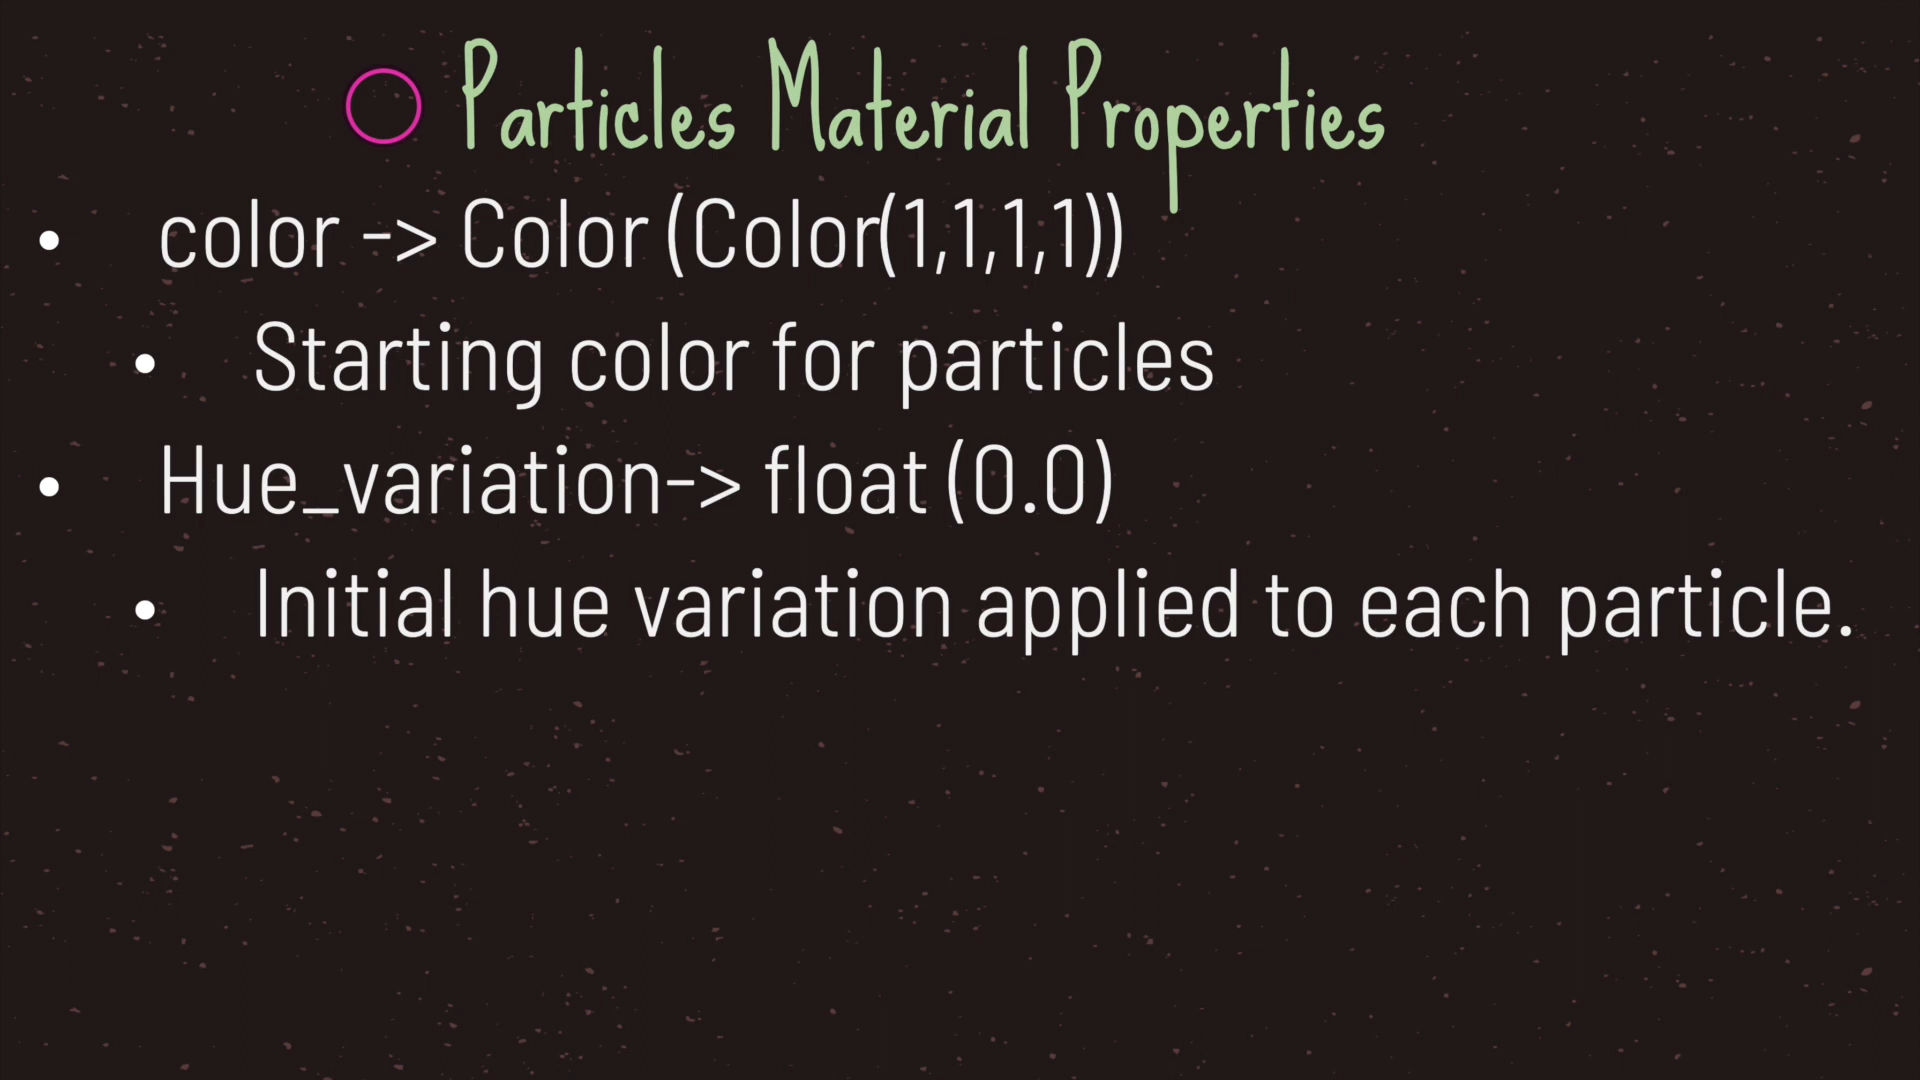 Particles Material Properties
• color -> Color (Color(1,1,1,1))
• Starting color for particles
• Hue_variation-> float (0.0)
• Initial hue variation applied to each particle.